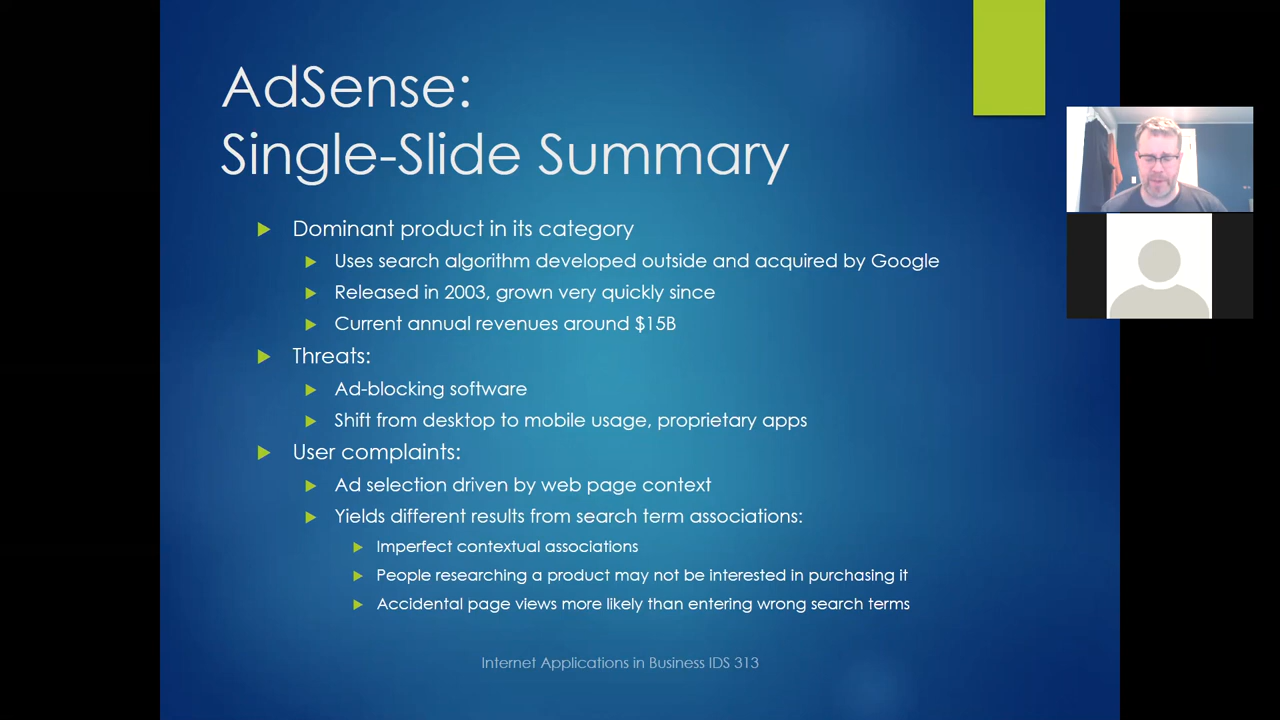 AdSense:
Single-Slide Summary
Dominant product in its category
Uses search algorithm developed outside and acquired by Google
Released in 2003, grown very quickly since
Current annual revenues around $15B
Threats:
Ad-blocking software
Shift from desktop to mobile usage, proprietary apps
User complaints:
Ad selection driven by web page context
Yields different results from search term associations:
Imperfect contextual associations
People researching a product may not be interested in purchasing it
Accidental page views more likely than entering wrong search terms
Internet Applications in Business IDS 313